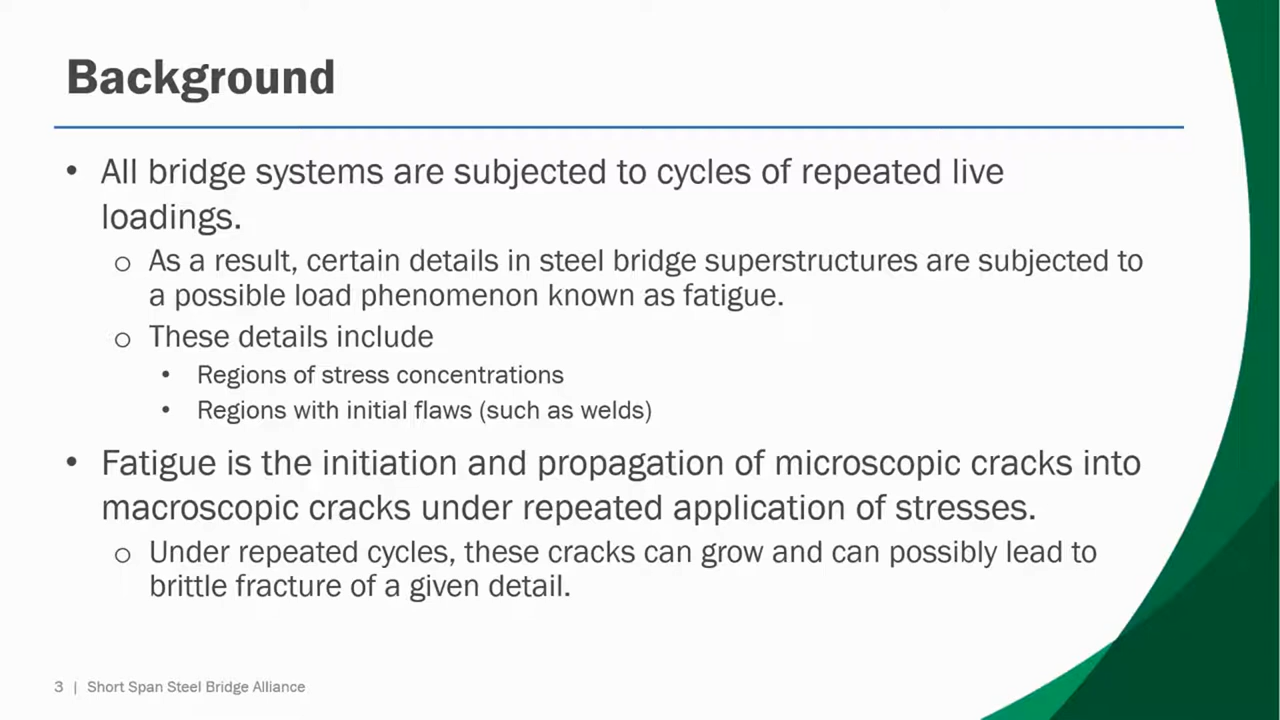 Background
• All bridge systems are subjected to cycles of repeated live
loadings.
o As a result, certain details in steel bridge superstructures are subjected to
a possible load phenomenon known as fatigue.
o These details include
• Regions of stress concentrations
• Regions with initial flaws (such as welds)
• Fatigue is the initiation and propagation of microscopic cracks into
macroscopic cracks under repeated application of stresses.
o Under repeated cycles, these cracks can grow and can possibly lead to
brittle fracture of a given detail.
3 | Short Span Steel Bridge Alliance